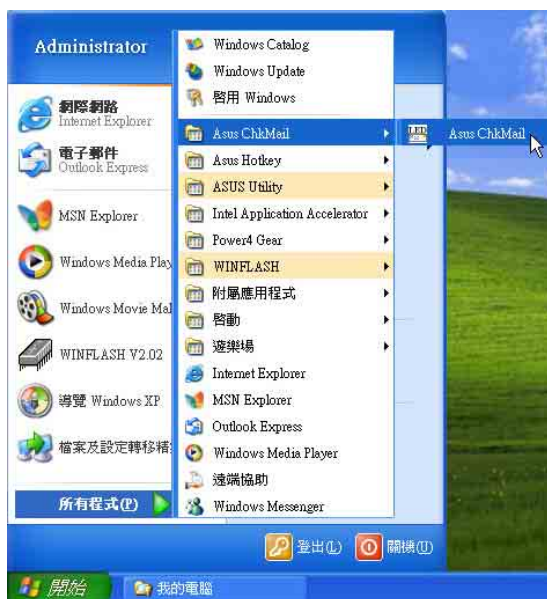 Administrator
網際網路
Internet Explorer
電子郵件
Outlook Express
MSN Explorer
Windows Media Play
Windows Movie Mal
WINFLASH V2.02
導覽 Windows XP
檔案及設定轉移精
所有程式(P)
Windows Catalog
Windows Update
啓用 Windows
Asus ChkMail
Asus Hotkey
ASUS Utility
Intel Application Accelerator
Power4 Gear
WINFLASH
附屬應用程式
啓動
遊樂場
Internet Explorer
MSN Explorer
Outlook Express
Windows Media Player
遠端協助
Windows Messenger
Asus ChkMail
登出(L)
關機(U)
開始
我的電腦